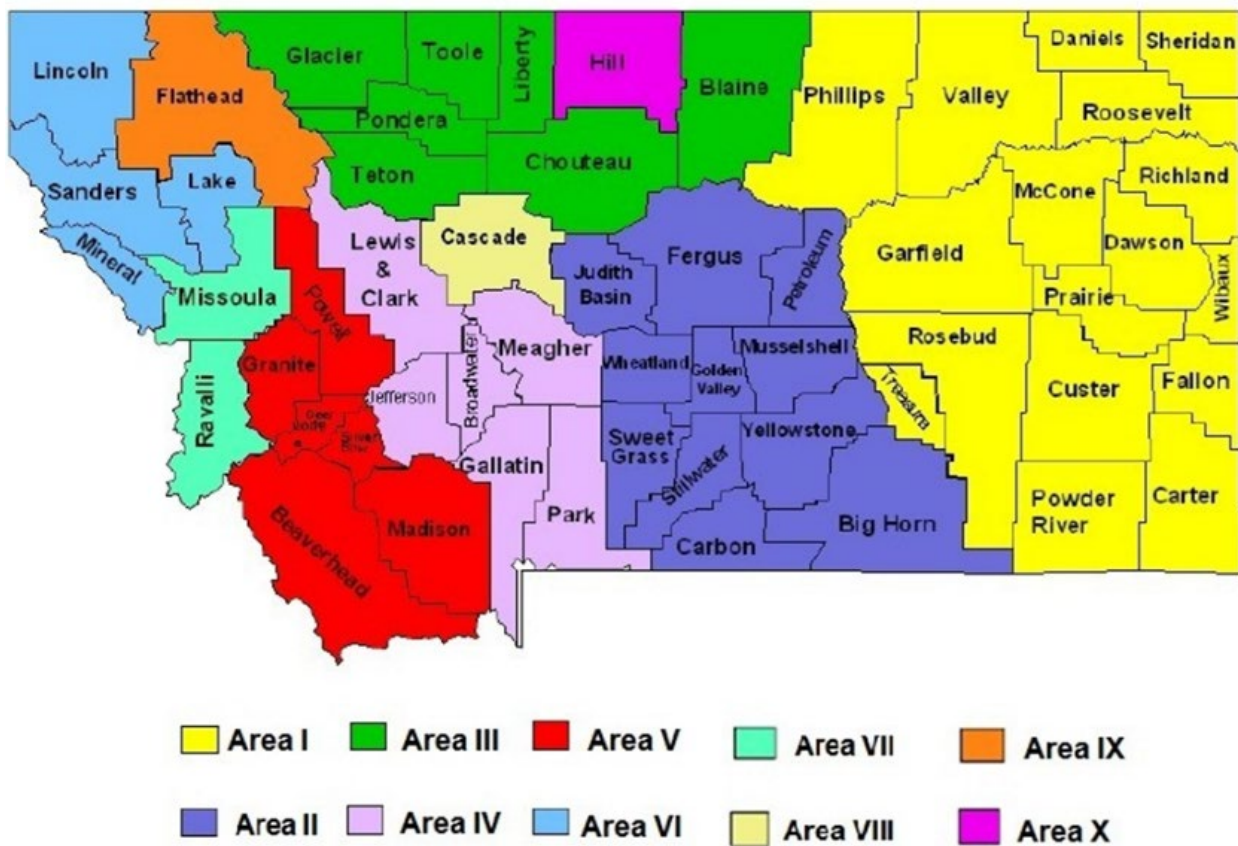 Lincoln
Flathead
Glacier
Toole
Liberty
Hill
Blaine
Phillips
Valley
Daniels
Sheridan
Roosevelt
Pondera
Teton
Chouteau
Sanders
Lake
Mineral
Missoula
Powell
Lewis
&
Clark
Cascade
Judith
Basin
Fergus
Petroleum
Garfield
McCone
Richland
Dawson
Prairie
Wibaux
Ravalli
Granite
Jefferson
Broadwater
Meagher
Wheatland
Golden
Valley
Musselshell
Rosebud
Treasure
Custer
Fallon
Beaverhead
Madison
Gallatin
Park
Sweet
Grass
Stillwater
Yellowstone
Carbon
Big Horn
Powder
River
Carter
Area I
Area III
Area V
Area VII
Area IX
Area II
Area IV
Area VI
Area VIII
Area X